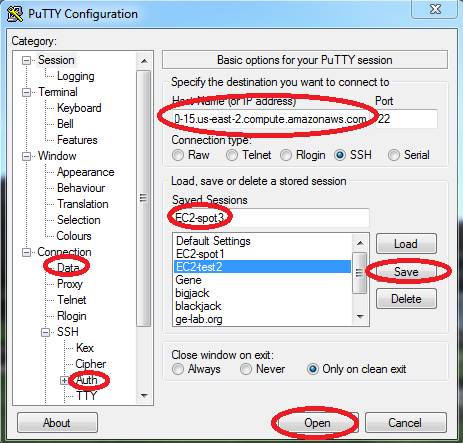 PuTTY Configuration
Category:
Session
Logging
Terminal
Keyboard
Bell
Features
Window
Appearance
Behaviour
Translation
Selection
Colours
Connection
Data
Proxy
Telnet
Rlogin
SSH
Kex
Cipher
Auth
TTY
Basic options for your PuTTY session
Specify the destination you want to connect to
Host Name (or IP address) Port
0-15.us-east-2.compute.amazonaws.com 22
Connection type:
Raw Telnet Rlogin SSH Serial
Load, save or delete a stored session
Saved Sessions
EC2-spot3
Default Settings
EC2-spot1
EC2-test2
Gene
bigjack
blackjack
ge-lab.org
Load
Save
Delete
Close window on exit:
Always Never Only on clean exit
About Open Cancel